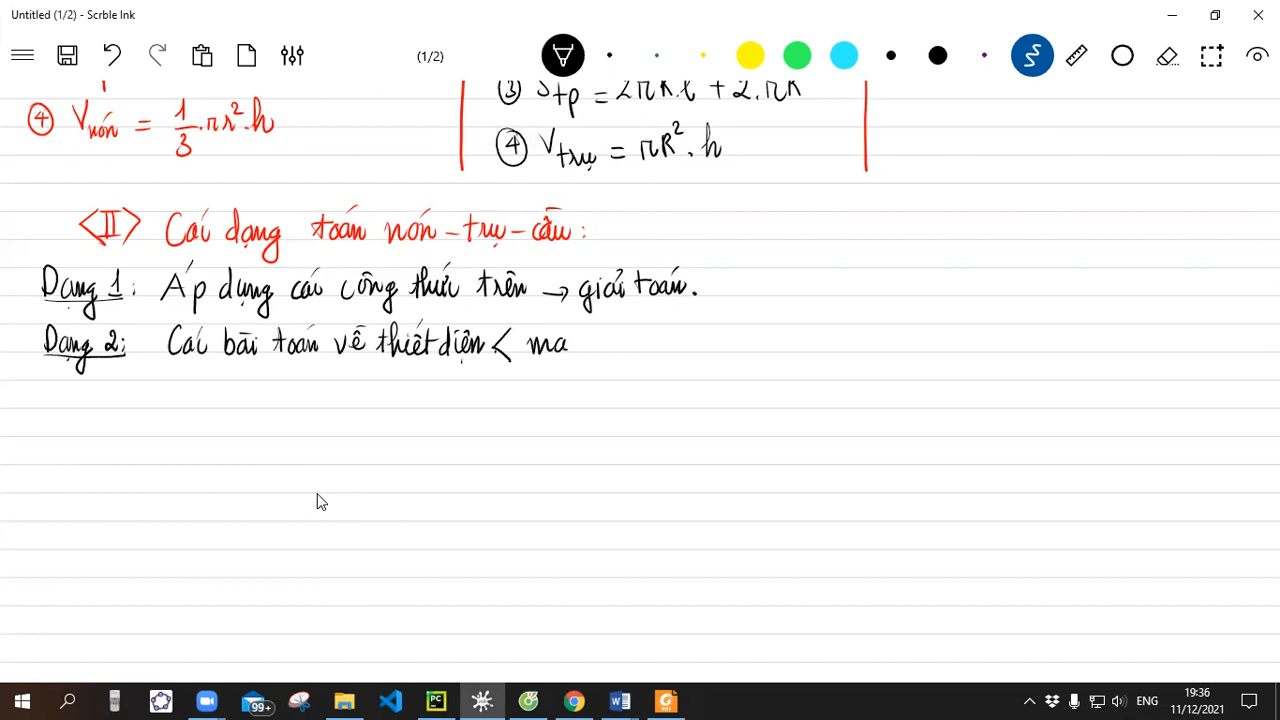 Untitled (1/2) - Scrble Ink
(1/2)
④ Vnón = 1/3.πr².h
③ Stp = 2πR.l + 2.πR
④ Vtrụ = πR².h
<II> Các dạng toán nón - trụ - cầu:
Dạng 1: Áp dụng các công thức trên → giải toán.
Dạng 2: Các bài toán về thiết diện < ma
99+
ENG
19:36
11/12/2021